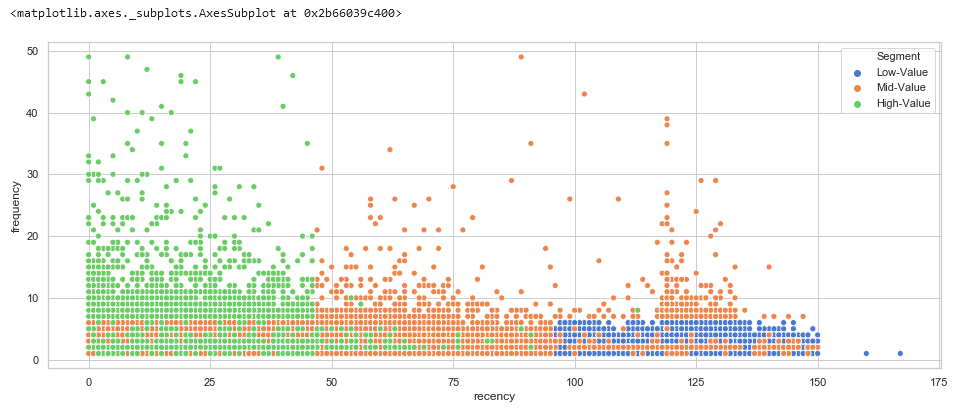 <matplotlib.axes._subplots.AxesSubplot at 0x2b66039c400>
50
40
30
20
10
0
frequency
Segment
Low-Value
Mid-Value
High-Value
0
25
50
75
100
125
150
175
recency